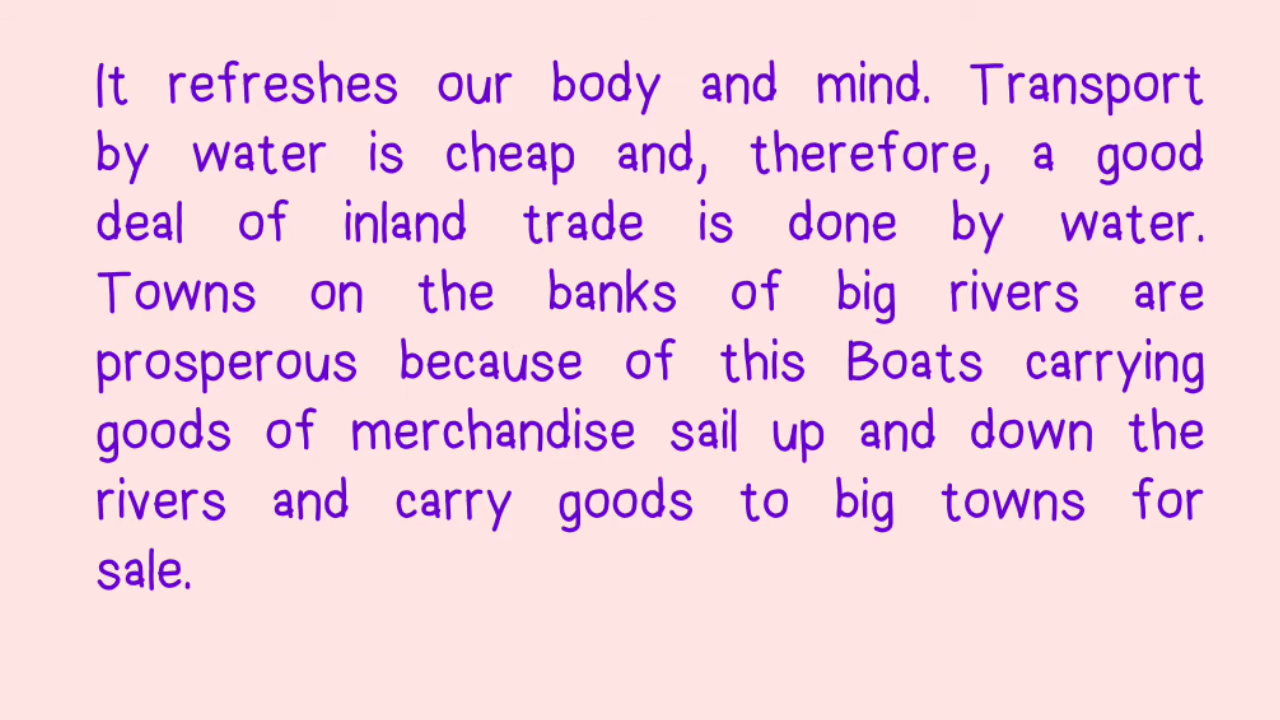 It refreshes our body and mind. Transport
by water is cheap and, therefore, a good
deal of inland trade is done by water.
Towns on the banks of big rivers are
prosperous because of this Boats carrying
goods of merchandise sail up and down the
rivers and carry goods to big towns for
sale.